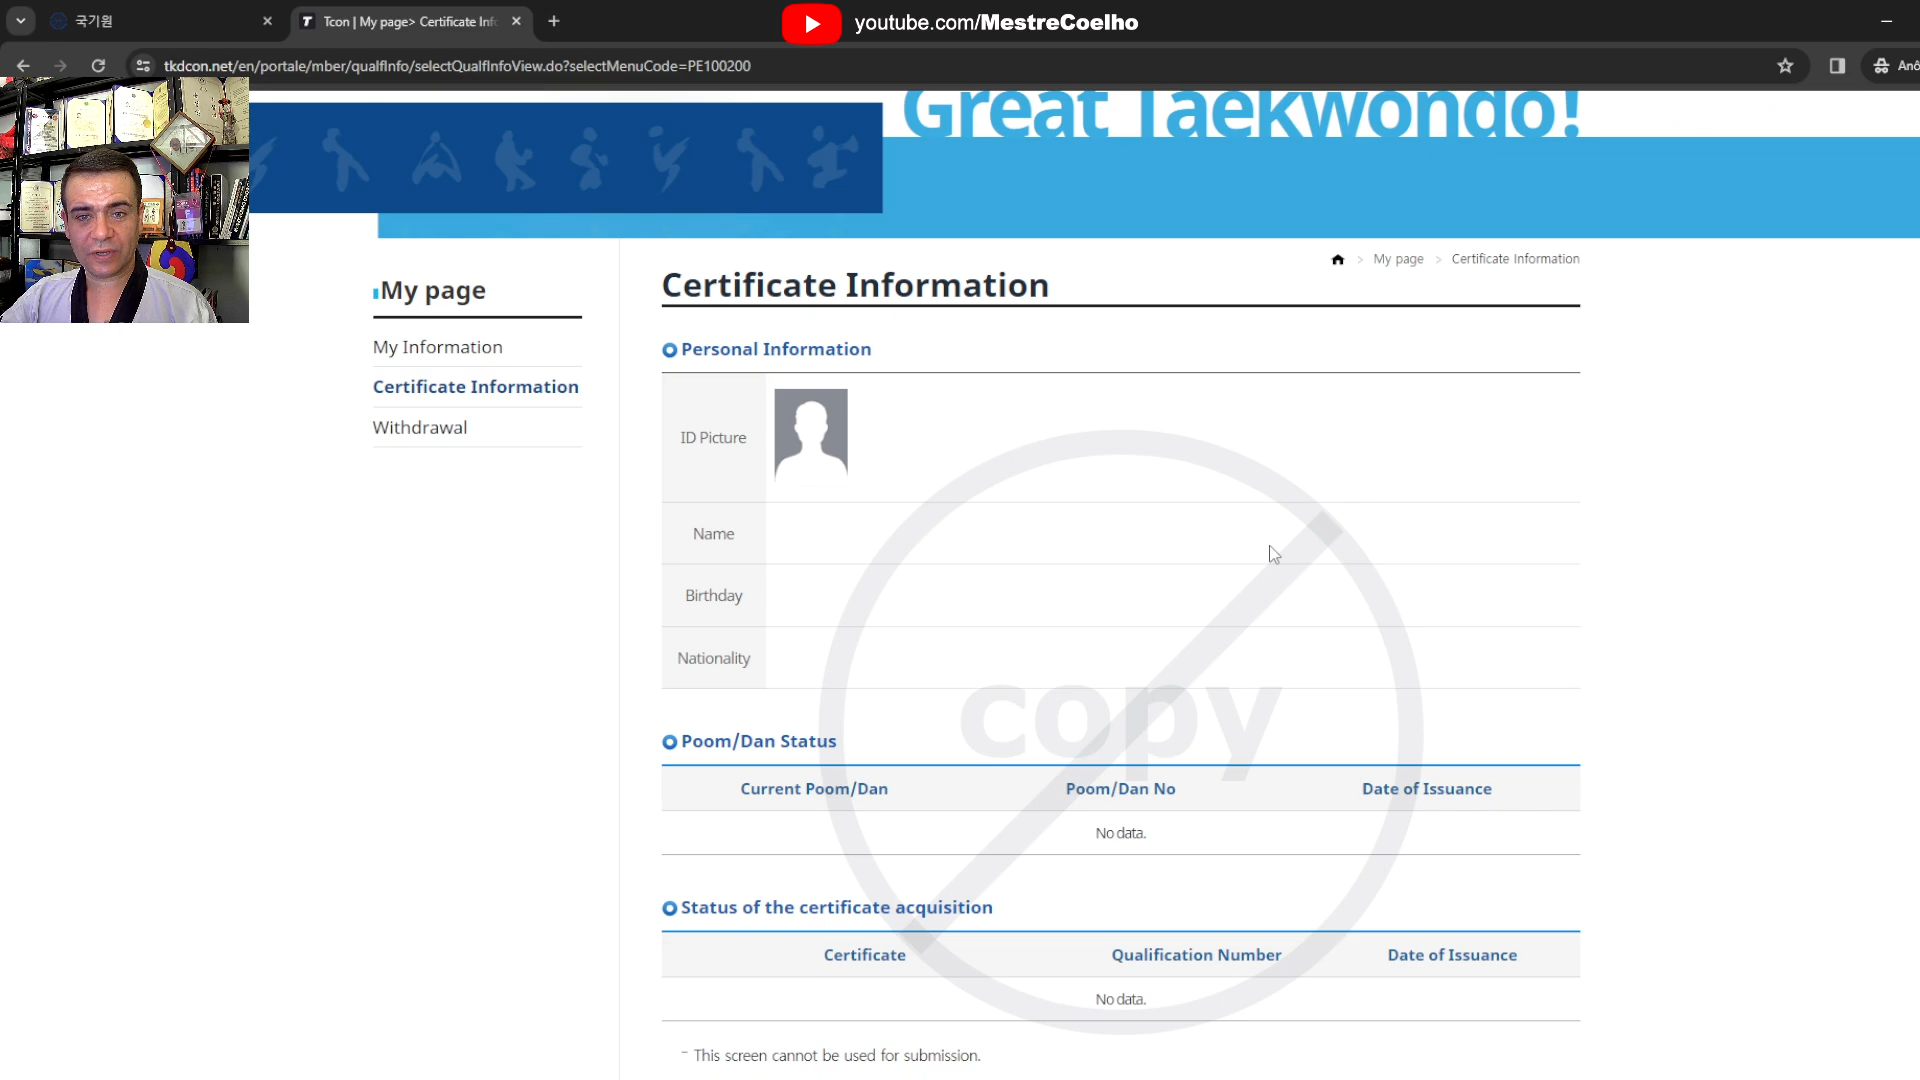 국기원
Tcon | My page> Certificate Info
youtube.com/MestreCoelho
tkdcon.net/en/portale/mber/qualfInfo/selectQualfInfoView.do?selectMenuCode=PE100200
Anô
Great Taekwondo!
My page > Certificate Information
My page
My Information
Certificate Information
Withdrawal
Certificate Information
Personal Information
ID Picture
Name
Birthday
Nationality
copy
Poom/Dan Status
Current Poom/Dan Poom/Dan No Date of Issuance
No data.
Status of the certificate acquisition
Certificate Qualification Number Date of Issuance
No data.
- This screen cannot be used for submission.